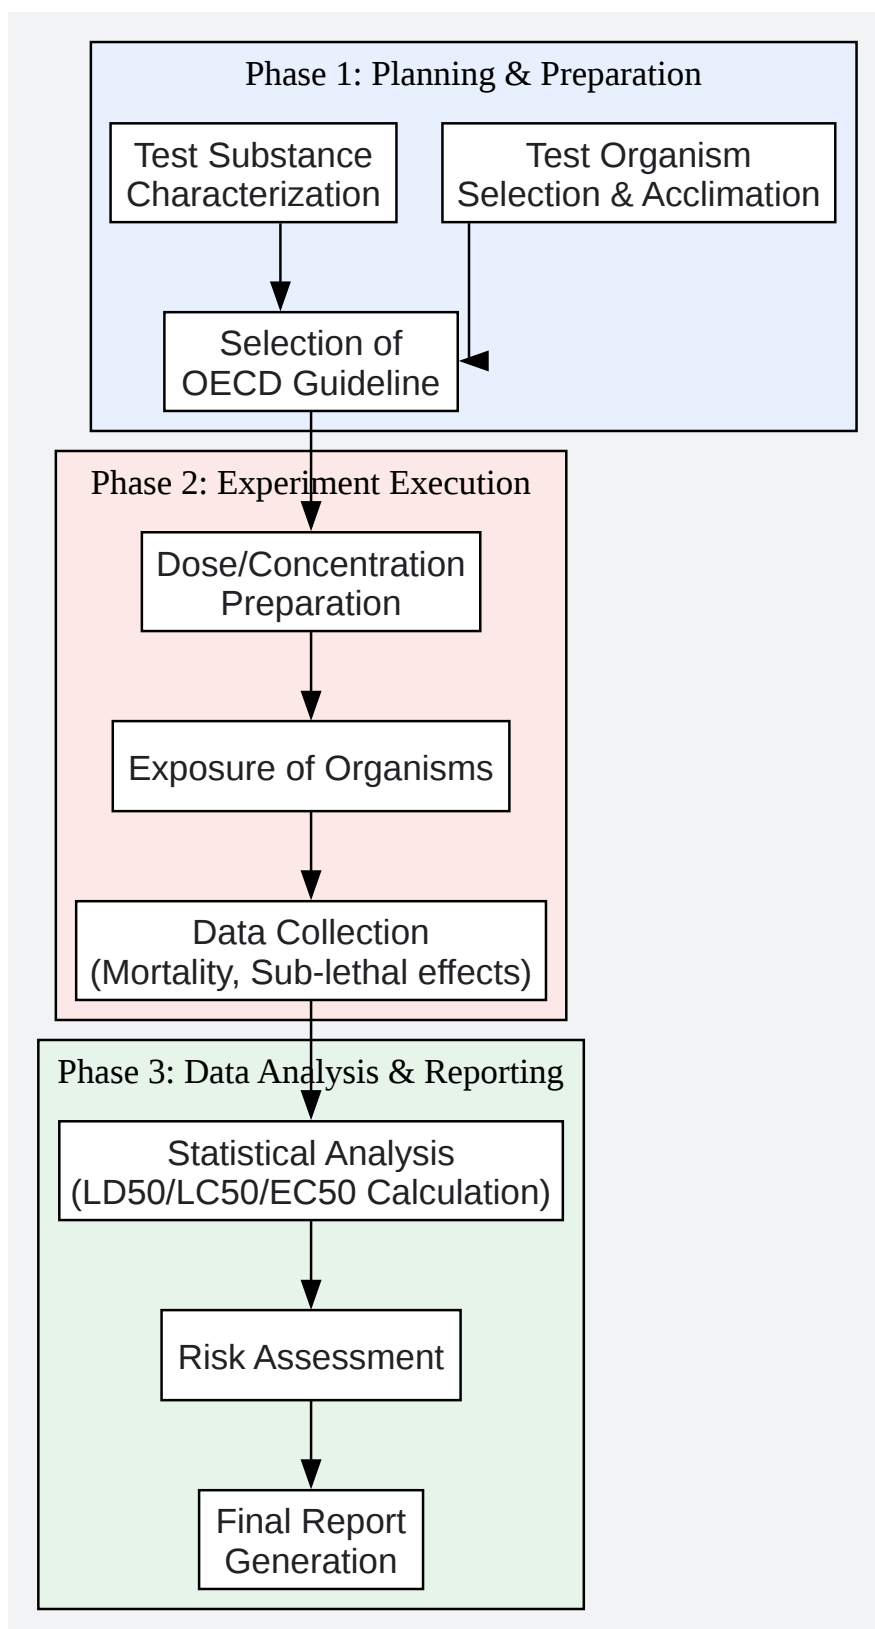 Phase 1: Planning & Preparation
Test Substance
Characterization
Test Organism
Selection & Acclimation
Selection of
OECD Guideline
Phase 2: Experiment Execution
Dose/Concentration
Preparation
Exposure of Organisms
Data Collection
(Mortality, Sub-lethal effects)
Phase 3: Data Analysis & Reporting
Statistical Analysis
(LD50/LC50/EC50 Calculation)
Risk Assessment
Final Report
Generation